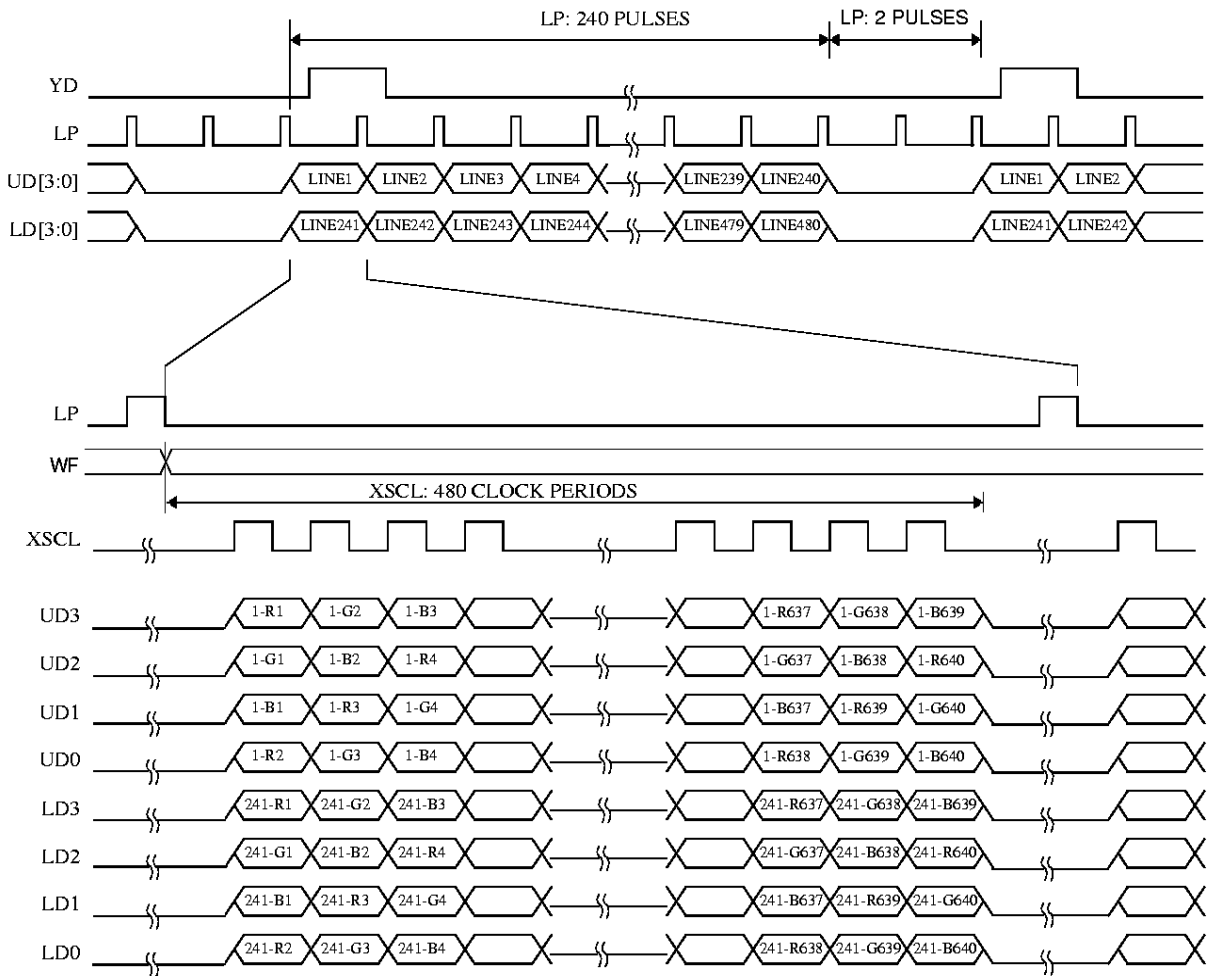 LP: 240 PULSES LP: 2 PULSES
YD
LP
UD[3:0] LINE1 LINE2 LINE3 LINE4 LINE239 LINE240 LINE1 LINE2
LD[3:0] LINE241 LINE242 LINE243 LINE244 LINE479 LINE480 LINE241 LINE242
LP
WF
XSCL: 480 CLOCK PERIODS
XSCL
UD3 1-R1 1-G2 1-B3 1-R637 1-G638 1-B639
UD2 1-G1 1-B2 1-R4 1-G637 1-B638 1-R640
UD1 1-B1 1-R3 1-G4 1-B637 1-R639 1-G640
UD0 1-R2 1-G3 1-B4 1-R638 1-G639 1-B640
LD3 241-R1 241-G2 241-B3 241-R637 241-G638 241-B639
LD2 241-G1 241-B2 241-R4 241-G637 241-B638 241-R640
LD1 241-B1 241-R3 241-G4 241-B637 241-R639 241-G640
LD0 241-R2 241-G3 241-B4 241-R638 241-G639 241-B640